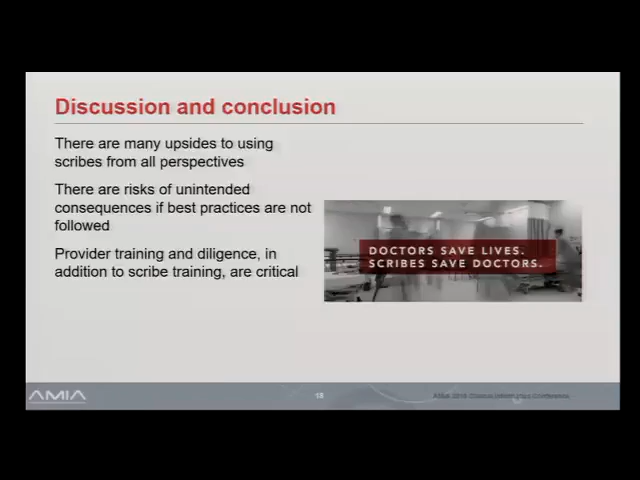 Discussion and conclusion
There are many upsides to using
scribes from all perspectives
There are risks of unintended
consequences if best practices are not
followed
Provider training and diligence, in
addition to scribe training, are critical
DOCTORS SAVE LIVES.
SCRIBES SAVE DOCTORS.
AMIA
18
Conference